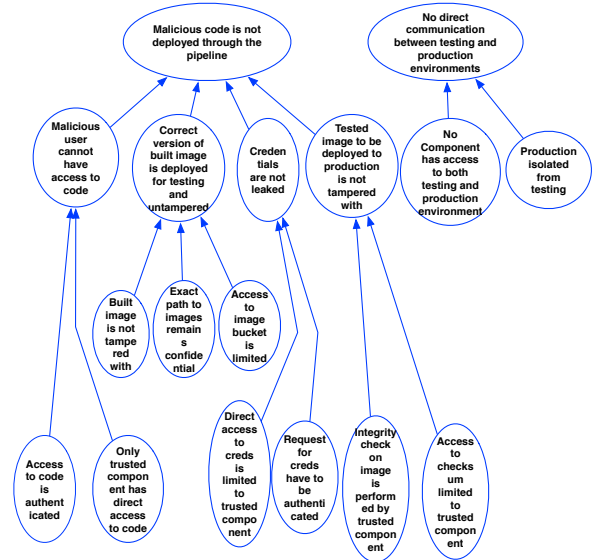 Malicious code is not
deployed through the
pipeline
No direct
communication
between testing and
production
environments
Malicious
user
cannot
have
access to
code
Correct
version of
built image
is deployed
for testing
and
untampered
Creden
tials
are not
leaked
Tested
image to be
deployed to
production
is not
tampered
with
No
Component
has access
to both
testing and
production
environment
Production
isolated
from
testing
Built
image
is not
tampe
red
with
Exact
path to
images
remain
s
confide
ntial
Access
to
image
bucket
is
limited
Access
to code
is
authent
icated
Only
trusted
compon
ent has
direct
access
to code
Direct
access
to
creds
is
limited
to
trusted
compo
nent
Request
for
creds
have to
be
authenti
cated
Integrity
check
on
image
is
perform
ed by
trusted
compon
ent
Access
to
checks
um
limited
to
trusted
compon
ent